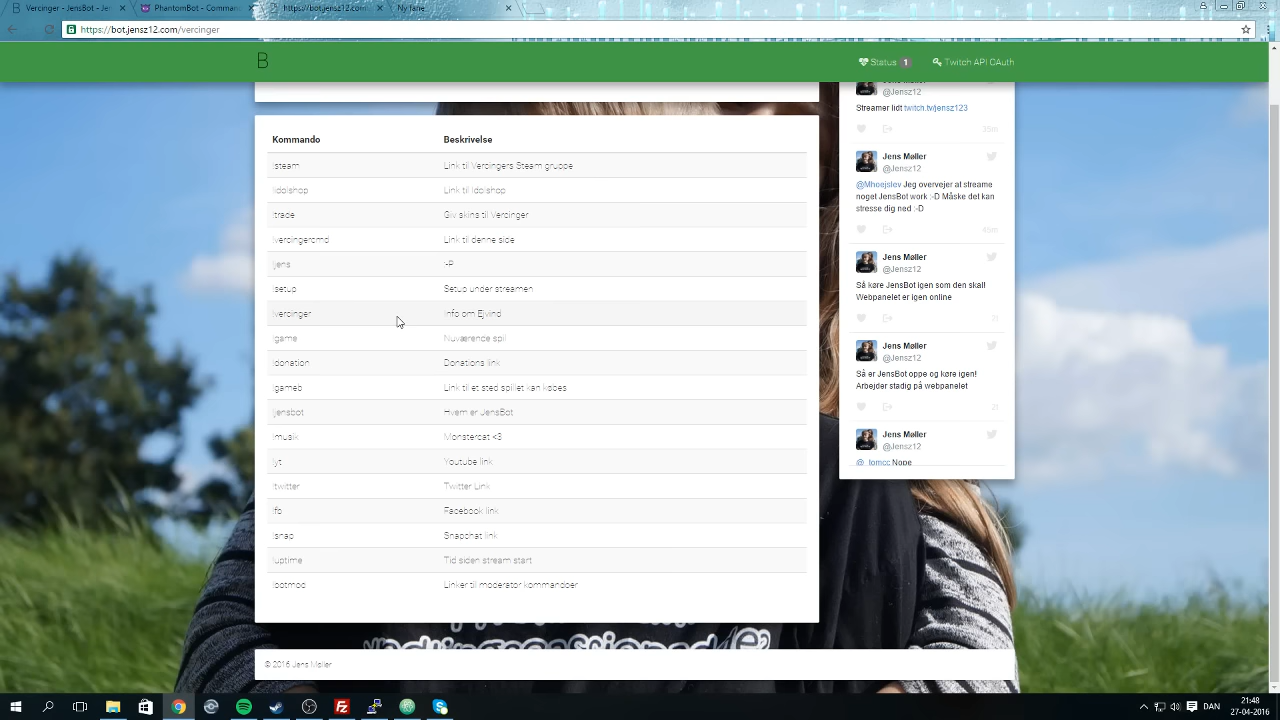 Vercinger - JensBot - Jen
PhantomBot - Comman
https://bot.jensz12.com/v
Ny fane
https://bot.jensz12.com/vercinger
B
Status 1
Twitch API OAuth
Kommando Beskrivelse
!steam Link til Vercingers Steam gruppe
!idolshop Link til Idolshop
!trade Giv skins til Vercinger
!vercingercmd Link til denne side
!jens :-P
!setup Setup under streamen
!vercinger Info om Ejvind
!game Nuværende spil
!donation Donations link
!gameb Link til et sted spillet kan købes
!jensbot Hvem er JensBot
!musik Monstercat <3
!yt Youtube link
!twitter Twitter Link
!fb Facebook link
!snap Snapchat link
!uptime Tid siden stream start
!botmod Linker til moderator kommandoer
© 2016 Jens Møller
@Jensz12
Streamer lidt twitch.tv/jensz123
35m
Jens Møller
@Jensz12
@Mhoejslev Jeg overvejer at streame
noget JensBot work :-D Måske det kan
stresse dig ned :-D
45m
Jens Møller
@Jensz12
Så køre JensBot igen som den skal!
Webpanelet er igen online
Jens Møller
@Jensz12
Så er JensBot oppe og køre igen!
Arbejder stadig på webpanelet
Jens Møller
@Jensz12
@_tomcc Nope
DAN
21:48
27-04-2016